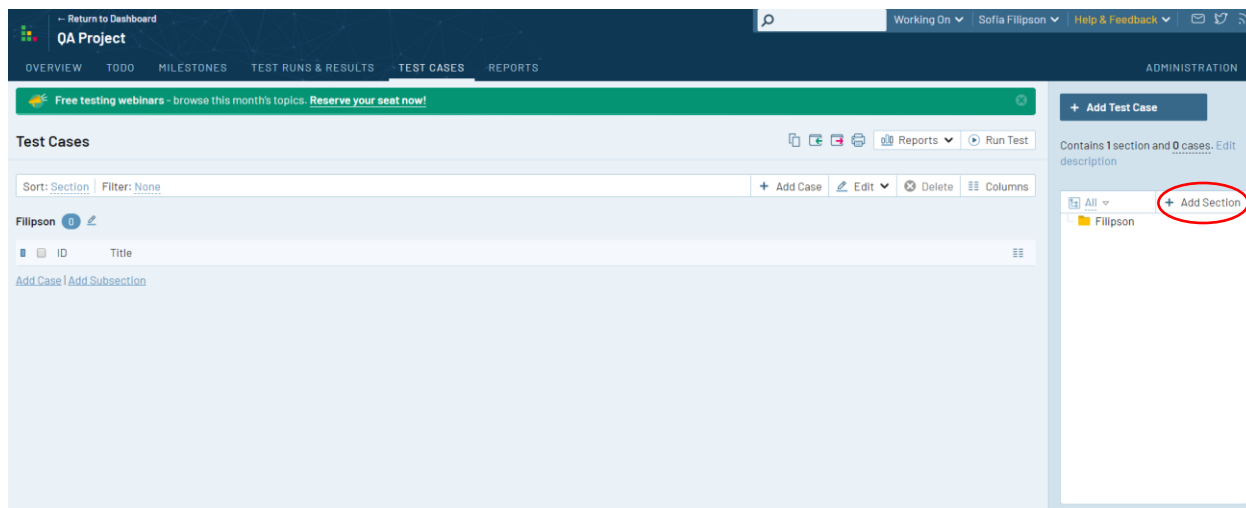 ← Return to Dashboard
QA Project
Working On
Sofia Filipson
Help & Feedback
OVERVIEW TODO MILESTONES TEST RUNS & RESULTS TEST CASES REPORTS ADMINISTRATION
Free testing webinars - browse this month's topics. Reserve your seat now!
+ Add Test Case
Test Cases
Reports Run Test
Contains 1 section and 0 cases. Edit
description
Sort: Section Filter: None
+ Add Case Edit Delete Columns
All + Add Section
Filipson
Filipson 0
ID Title
Add Case | Add Subsection